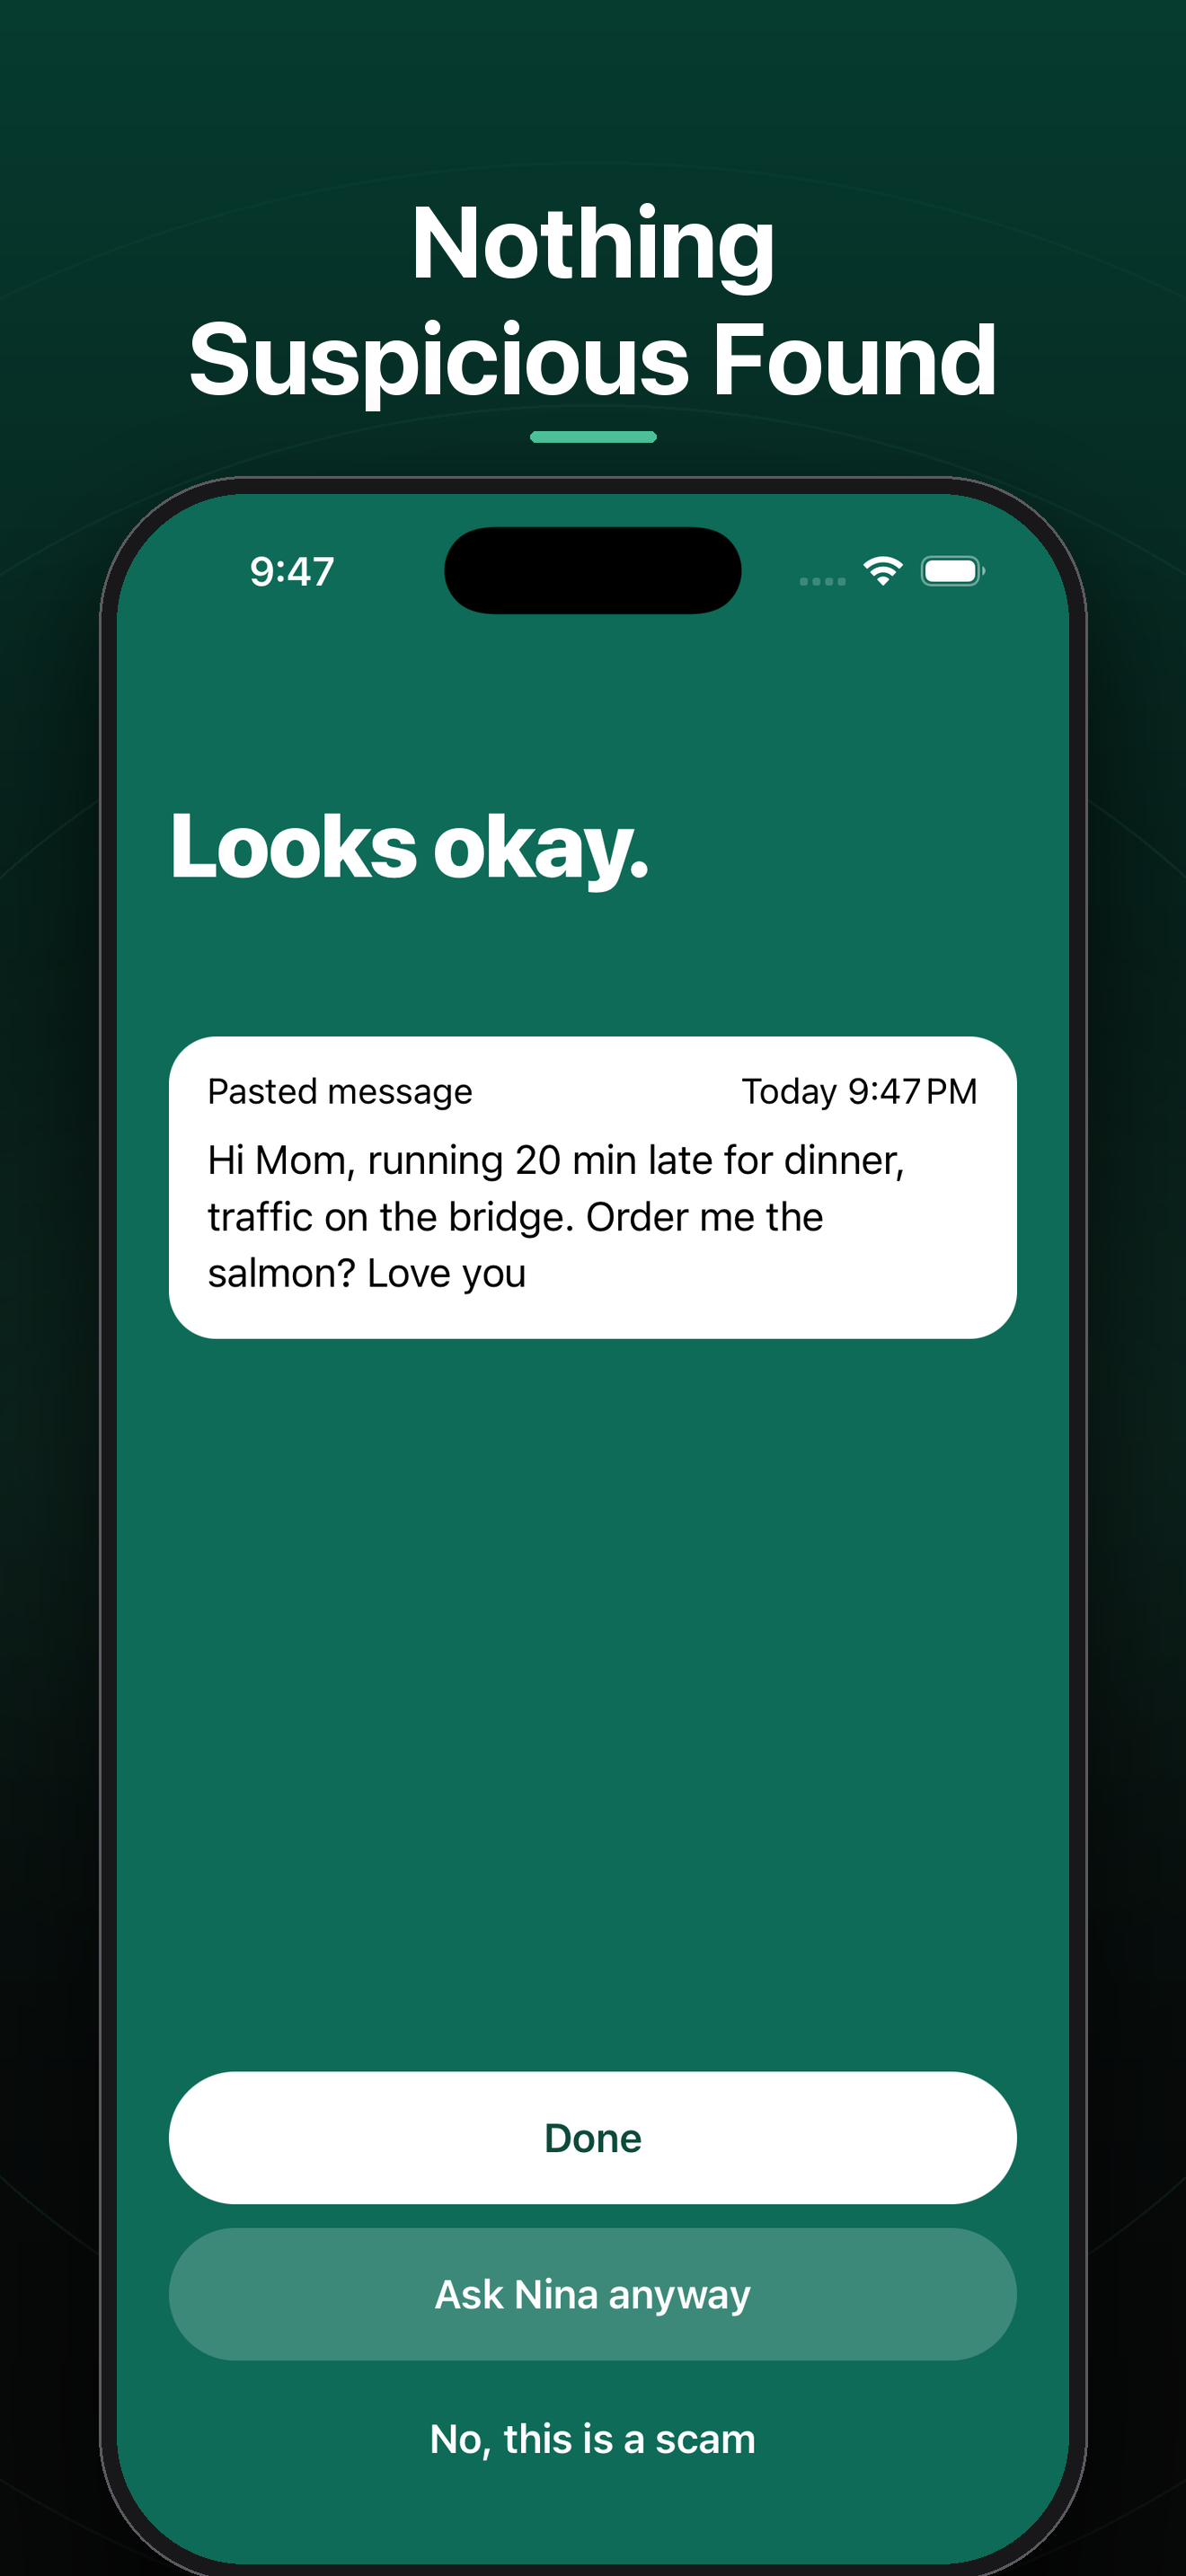 Nothing
Suspicious Found
9:47
Looks okay.
Pasted message Today 9:47 PM
Hi Mom, running 20 min late for dinner,
traffic on the bridge. Order me the
salmon? Love you
Done
Ask Nina anyway
No, this is a scam